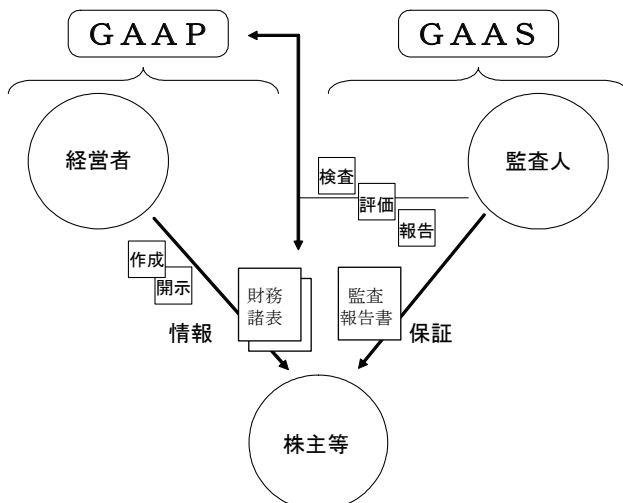 GAAP
GAAS
経営者
監査人
検査
評価
報告
作成
開示
財務
諸表
監査
報告書
情報
保証
株主等